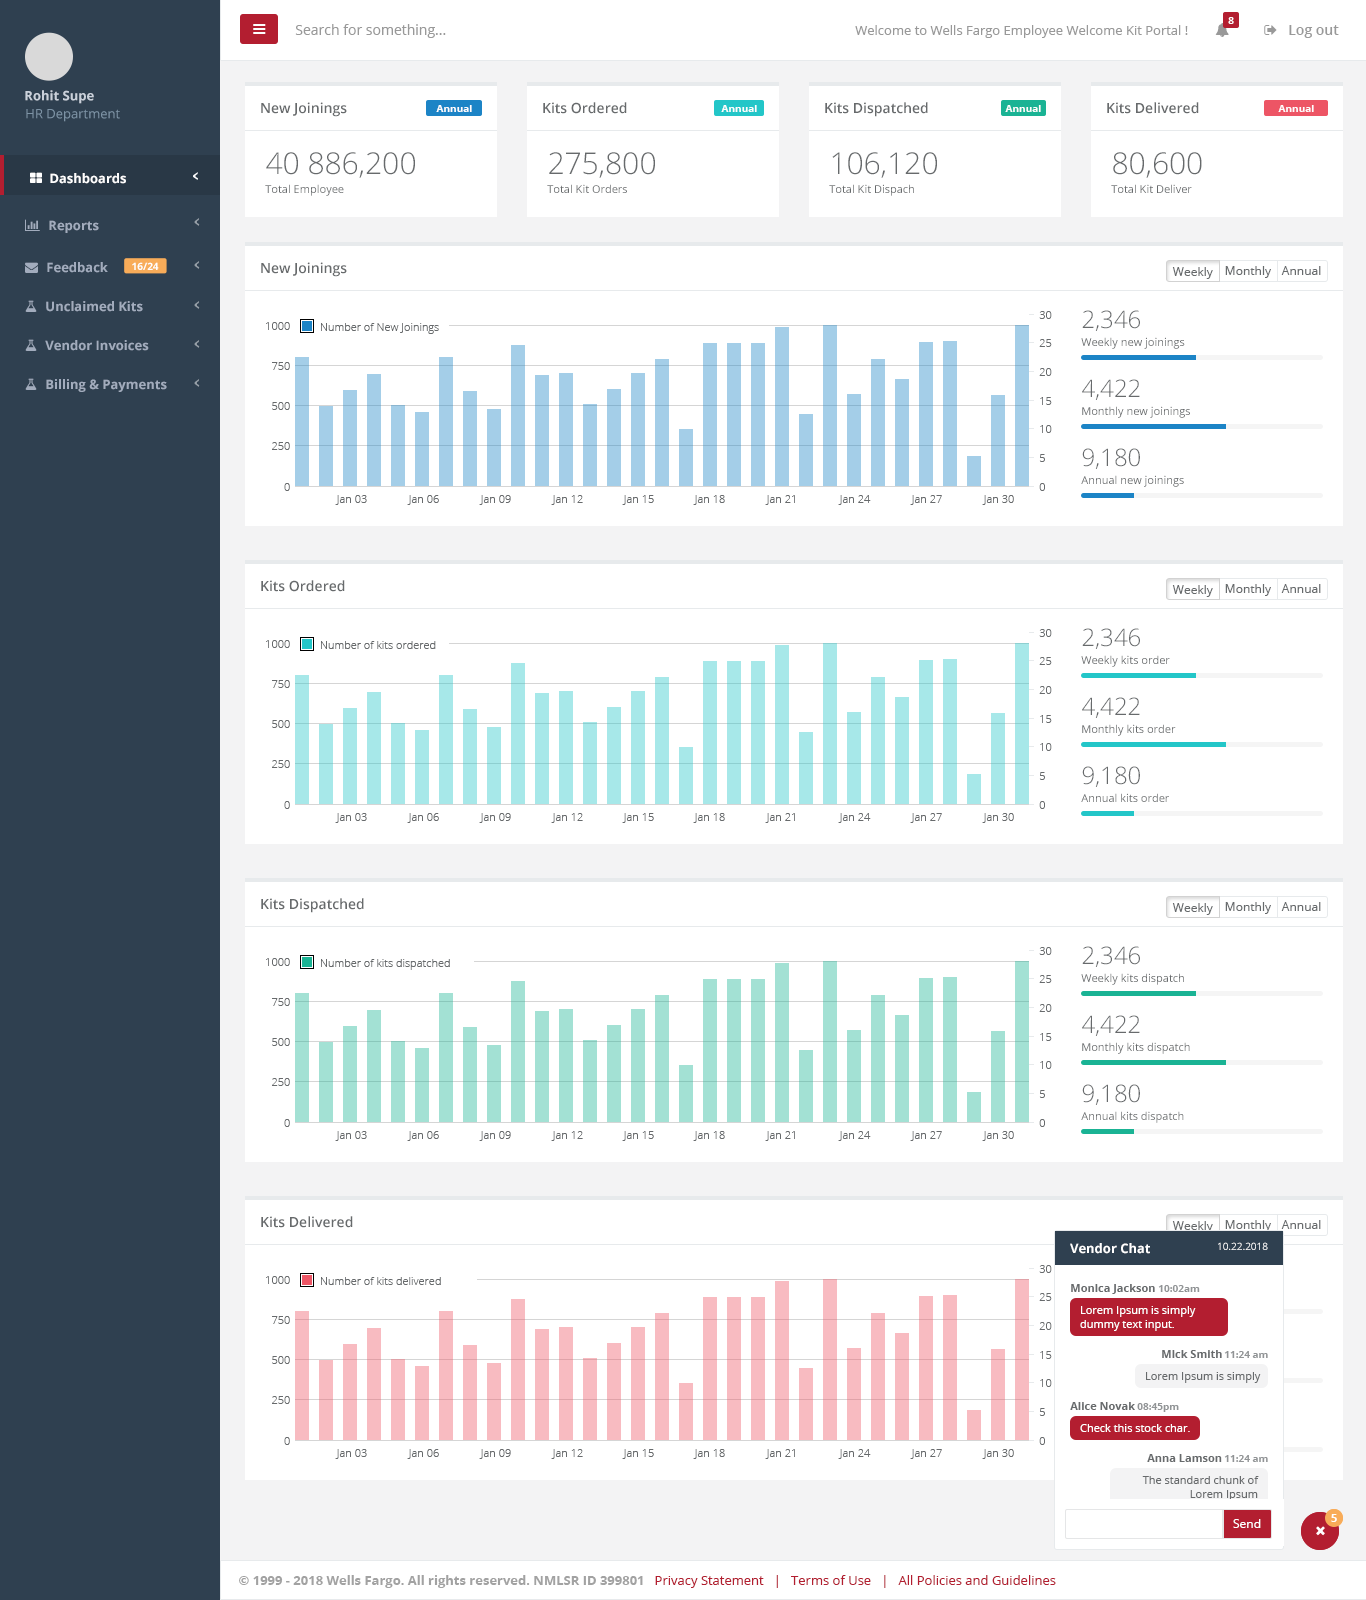 Rohit Supe
HR Department
Dashboards
Reports
Feedback 16/24
Unclaimed Kits
Vendor Invoices
Billing & Payments
Search for something...
Welcome to Wells Fargo Employee Welcome Kit Portal !
8
Log out
New Joinings Annual
40 886,200
Total Employee
Kits Ordered Annual
275,800
Total Kit Orders
Kits Dispatched Annual
106,120
Total Kit Dispach
Kits Delivered Annual
80,600
Total Kit Deliver
New Joinings
Weekly Monthly Annual
Number of New Joinings
1000
750
500
250
0
30
25
20
15
10
5
0
Jan 03 Jan 06 Jan 09 Jan 12 Jan 15 Jan 18 Jan 21 Jan 24 Jan 27 Jan 30
2,346
Weekly new joinings
4,422
Monthly new joinings
9,180
Annual new joinings
Kits Ordered
Weekly Monthly Annual
Number of kits ordered
1000
750
500
250
0
30
25
20
15
10
5
0
Jan 03 Jan 06 Jan 09 Jan 12 Jan 15 Jan 18 Jan 21 Jan 24 Jan 27 Jan 30
2,346
Weekly kits order
4,422
Monthly kits order
9,180
Annual kits order
Kits Dispatched
Weekly Monthly Annual
Number of kits dispatched
1000
750
500
250
0
30
25
20
15
10
5
0
Jan 03 Jan 06 Jan 09 Jan 12 Jan 15 Jan 18 Jan 21 Jan 24 Jan 27 Jan 30
2,346
Weekly kits dispatch
4,422
Monthly kits dispatch
9,180
Annual kits dispatch
Kits Delivered
Weekly Monthly Annual
Number of kits delivered
1000
750
500
250
0
30
25
20
15
10
5
0
Jan 03 Jan 06 Jan 09 Jan 12 Jan 15 Jan 18 Jan 21 Jan 24 Jan 27 Jan 30
Vendor Chat 10.22.2018
Monica Jackson 10:02am
Lorem Ipsum is simply
dummy text input.
Mick Smith 11:24 am
Lorem Ipsum is simply
Alice Novak 08:45pm
Check this stock char.
Anna Lamson 11:24 am
The standard chunk of
Lorem Ipsum
Send
5
© 1999 - 2018 Wells Fargo. All rights reserved. NMLSR ID 399801 Privacy Statement | Terms of Use | All Policies and Guidelines